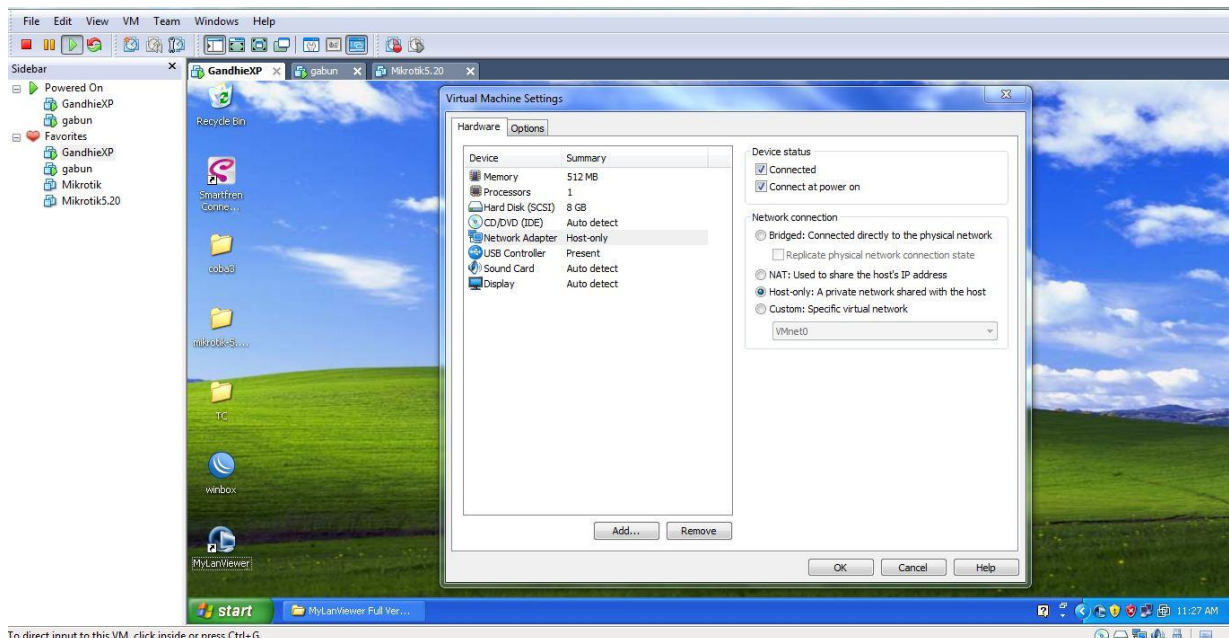 File Edit View VM Team Windows Help
Sidebar
Powered On
GandhieXP
gabun
Favorites
GandhieXP
gabun
Mikrotik
Mikrotik5.20
GandhieXP gabun Mikrotik5.20
Recycle Bin
Smartfren
Conne...
coba3
mikrotik-5....
TC
winbox
MyLanViewer
Virtual Machine Settings
Hardware Options
Device Summary
Memory 512 MB
Processors 1
Hard Disk (SCSI) 8 GB
CD/DVD (IDE) Auto detect
Network Adapter Host-only
USB Controller Present
Sound Card Auto detect
Display Auto detect
Add... Remove
Device status
Connected
Connect at power on
Network connection
Bridged: Connected directly to the physical network
Replicate physical network connection state
NAT: Used to share the host's IP address
Host-only: A private network shared with the host
Custom: Specific virtual network
VMnet0
OK Cancel Help
start MyLanViewer Full Ver... 11:27 AM
To direct input to this VM, click inside or press Ctrl+G.